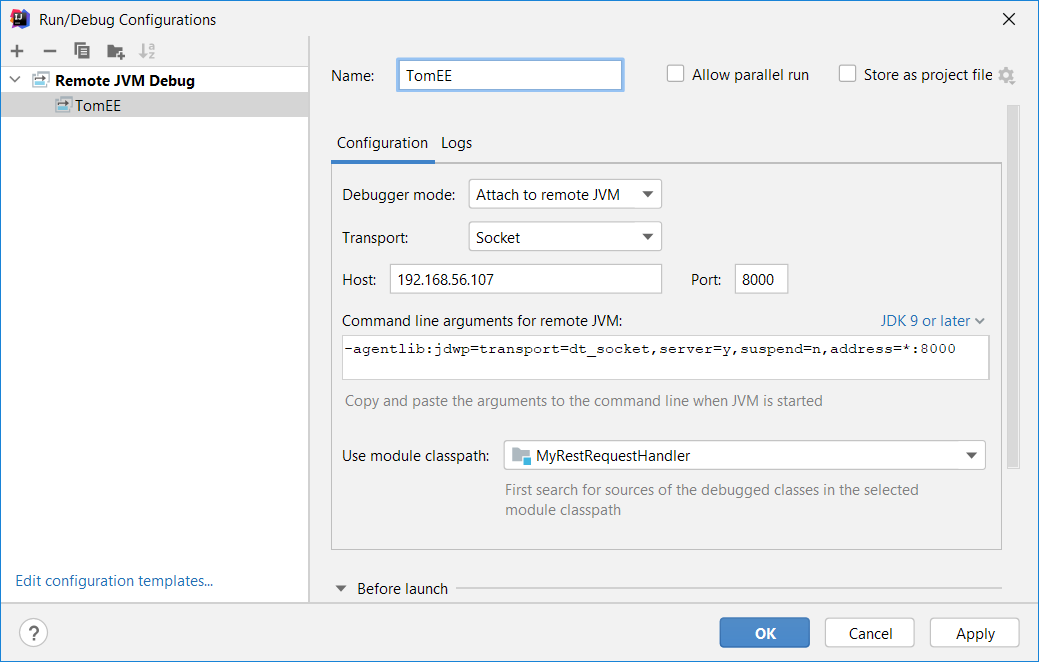 Run/Debug Configurations
Remote JVM Debug
TomEE
Edit configuration templates...
Name: TomEE
Allow parallel run
Store as project file
Configuration Logs
Debugger mode: Attach to remote JVM
Transport: Socket
Host: 192.168.56.107 Port: 8000
Command line arguments for remote JVM: JDK 9 or later
-agentlib:jdwp=transport=dt_socket,server=y,suspend=n,address=*:8000
Copy and paste the arguments to the command line when JVM is started
Use module classpath: MyRestRequestHandler
First search for sources of the debugged classes in the selected
module classpath
Before launch
? OK Cancel Apply